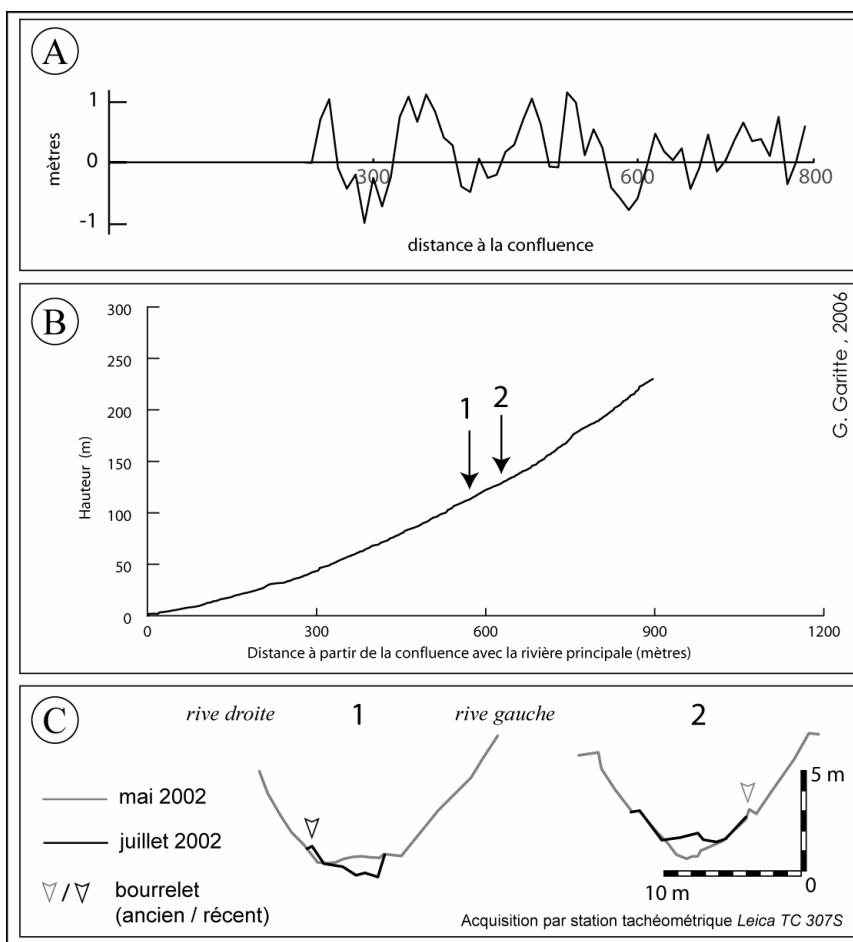 A
1
0
-1
mètres
300
600
800
distance à la confluence
B
300
250
200
150
100
50
0
Hauteur (m)
1
2
0
300
600
900
1200
Distance à partir de la confluence avec la rivière principale (mètres)
G. Garitte , 2006
C
rive droite
1
rive gauche
2
mai 2002
juillet 2002
/
bourrelet
(ancien / récent)
5 m
0
10 m
Acquisition par station tachéométrique Leica TC 307S